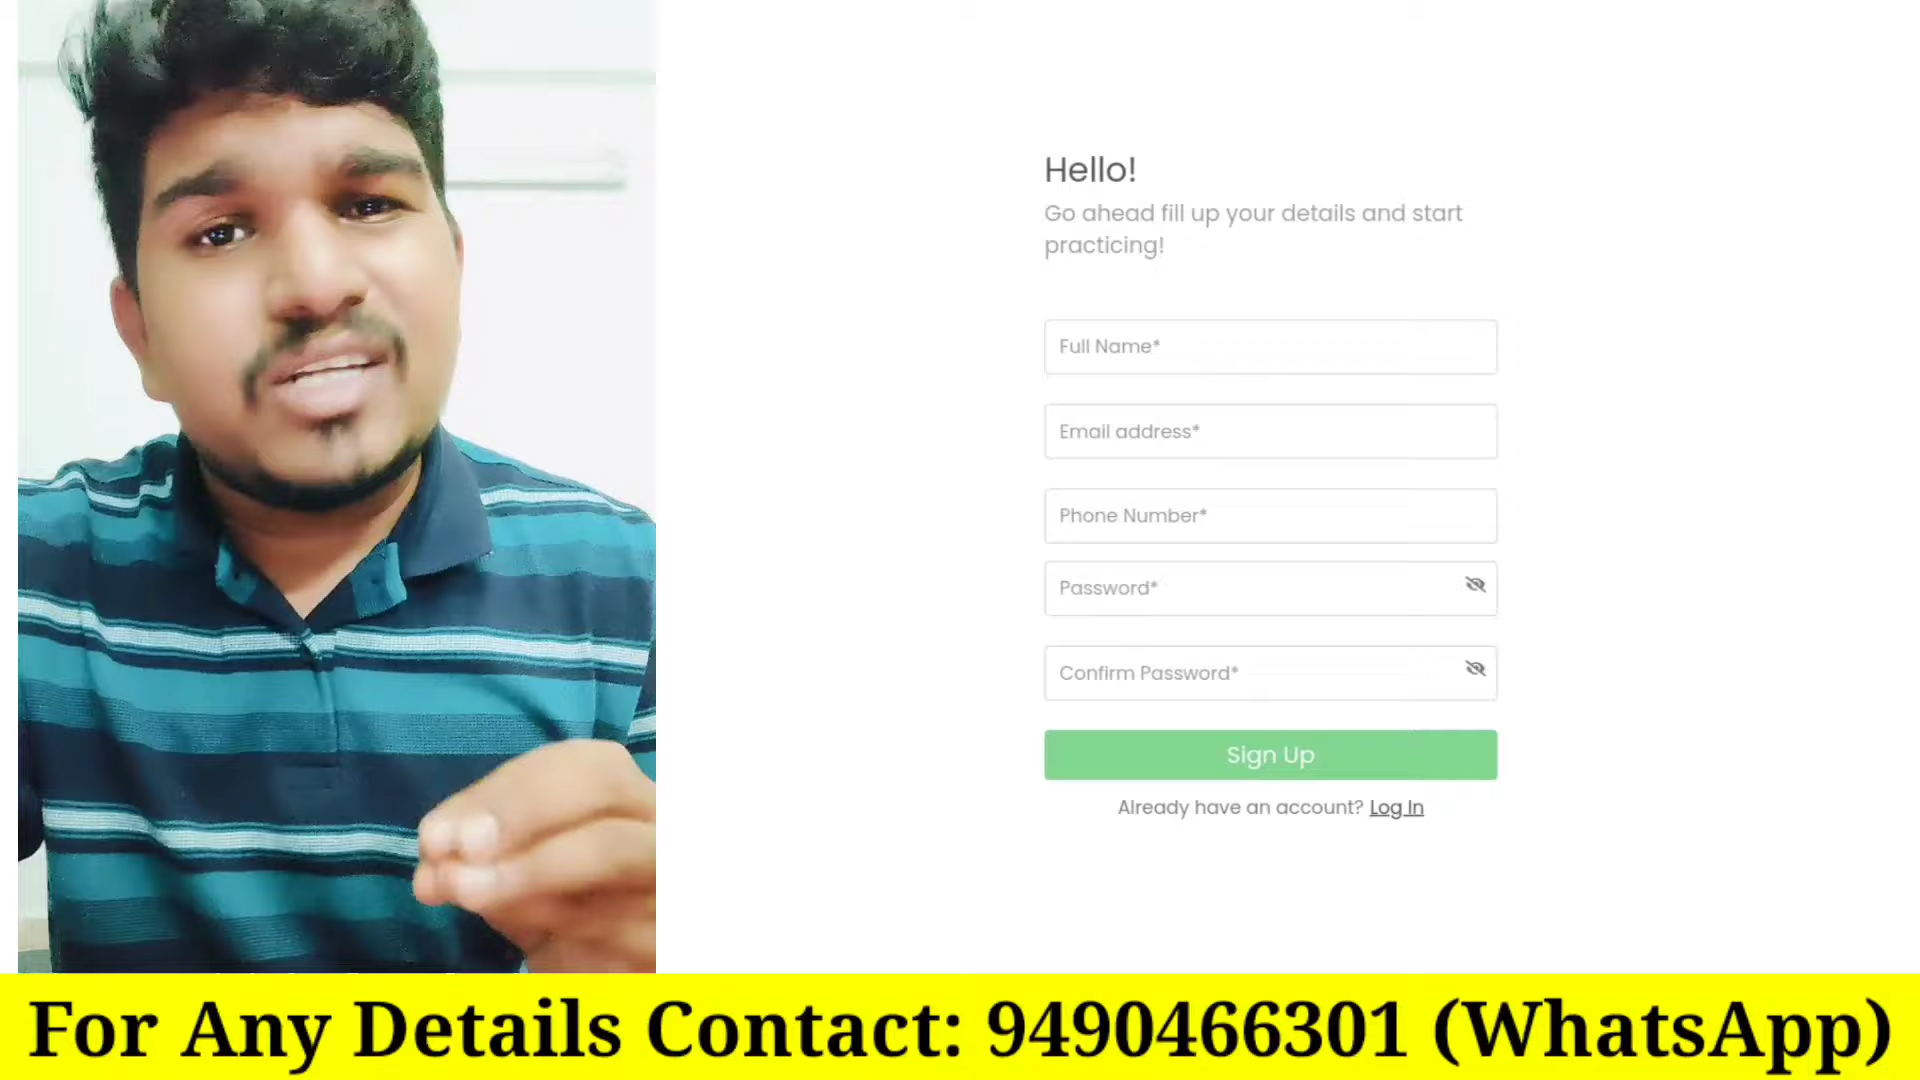 Hello!
Go ahead fill up your details and start
practicing!
Full Name*
Email address*
Phone Number*
Password*
Confirm Password*
Sign Up
Already have an account? Log In
For Any Details Contact: 9490466301 (WhatsApp)